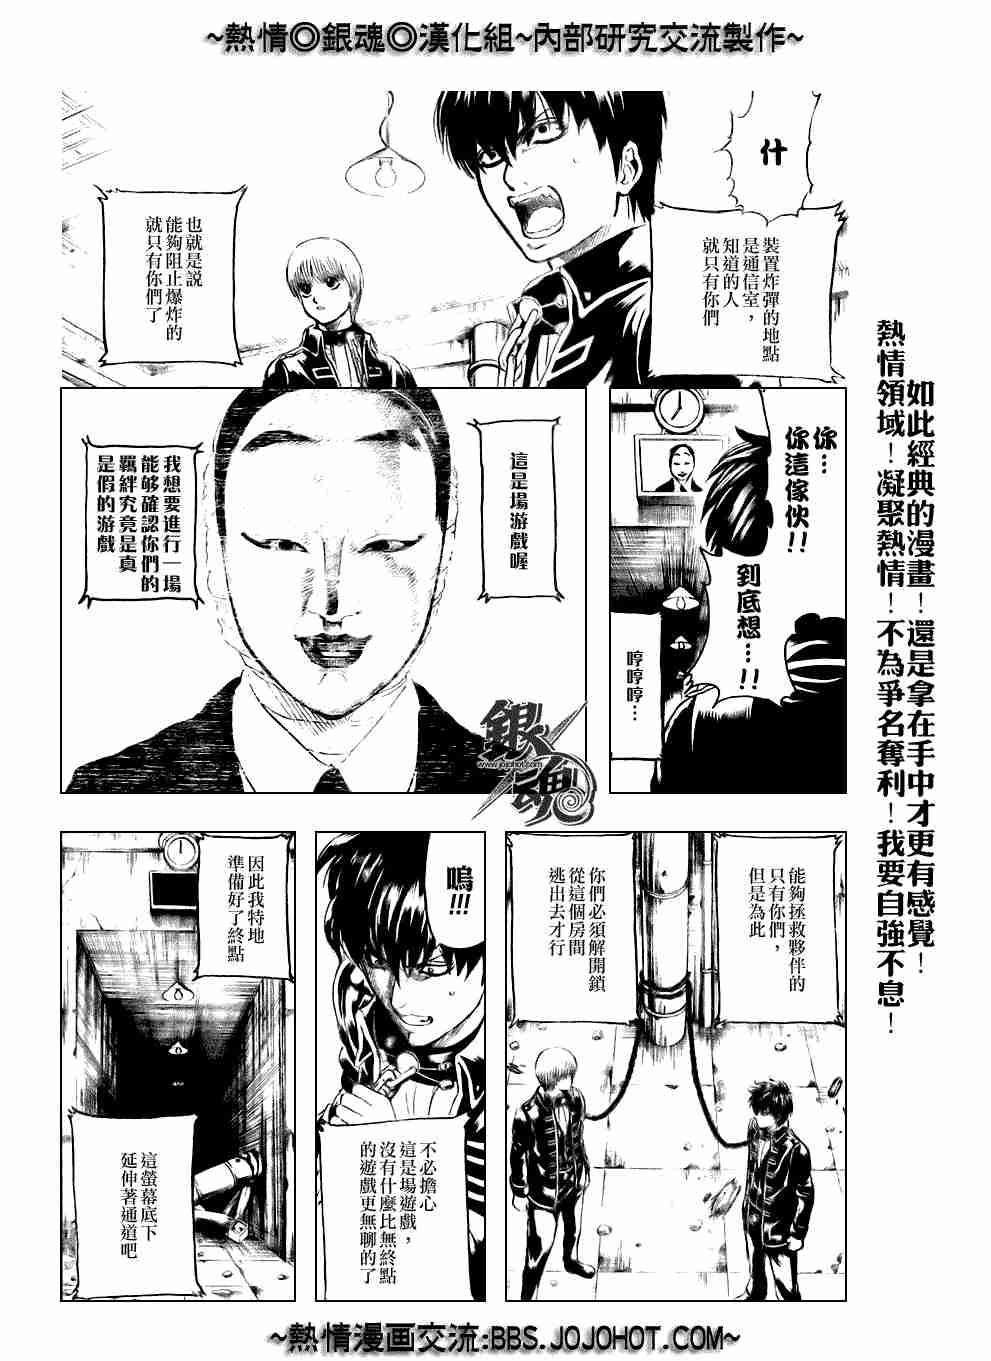 ~熱情◎銀魂◎漢化組~內部研究交流製作~
什
裝置炸彈的地點
是通信室，
知道的人
就只有你們
也就是説
能夠阻止爆炸的
就只有你們了
你…
你這傢伙!!
到底想…!!
哼哼哼…
這是場游戲喔
我想要進行一場
能够確認你們的
羈絆究竟是真
是假的游戲
銀魂
www.jojohot.com
能夠拯救夥伴的
只有你們，
但是為此
你們必須解開鎖
從這個房間
逃出去才行
嗚!!!
不必擔心
這是場遊戲，
沒有什麼比無終點
的遊戲更無聊的了
因此我特地
準備好了終點
這螢幕底下
延伸著通道吧
如此經典的漫畫！還是拿在手中才更有感覺！
熱情領域！凝聚熱情！不為爭名奪利！我要自強不息！
~熱情漫画交流:BBS.JOJOHOT.COM~